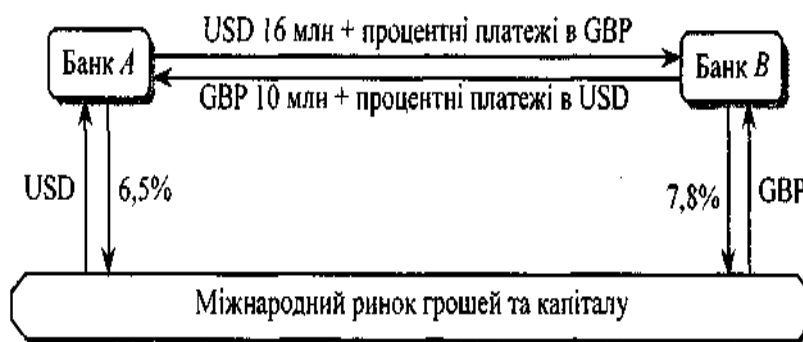 USD 16 млн + процентні платежі в GBP
Банк А
Банк В
GBP 10 млн + процентні платежі в USD
USD
6,5%
7,8%
GBP
Міжнародний ринок грошей та капіталу